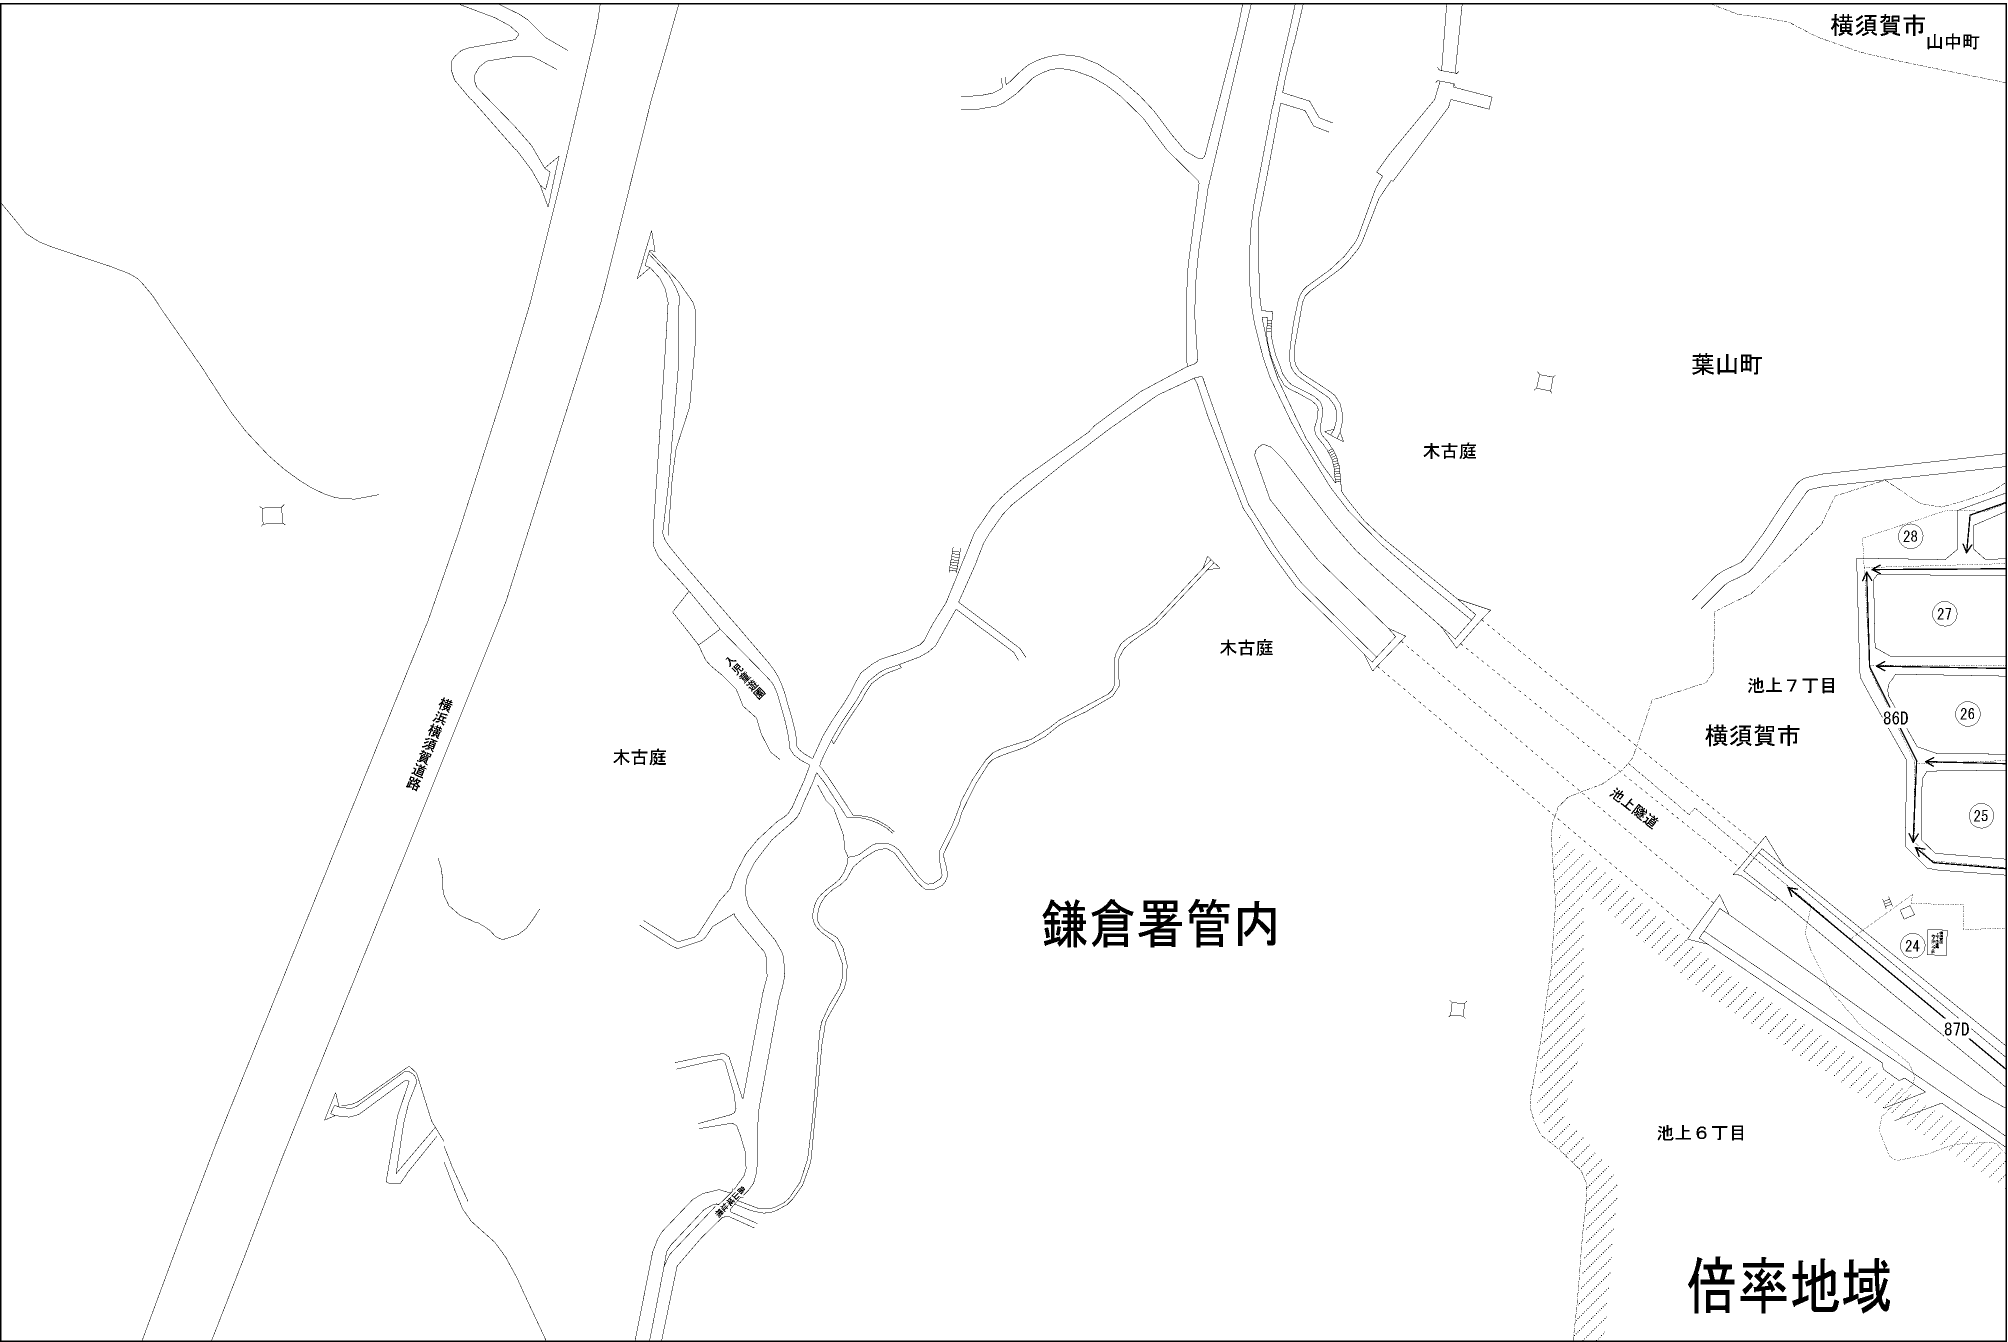 横須賀市
山中町
葉山町
木古庭
28
27
木古庭
池上７丁目
86D
26
横須賀市
横浜横須賀道路
木古庭
池上隧道
25
鎌倉署管内
24
87D
池上６丁目
倍率地域